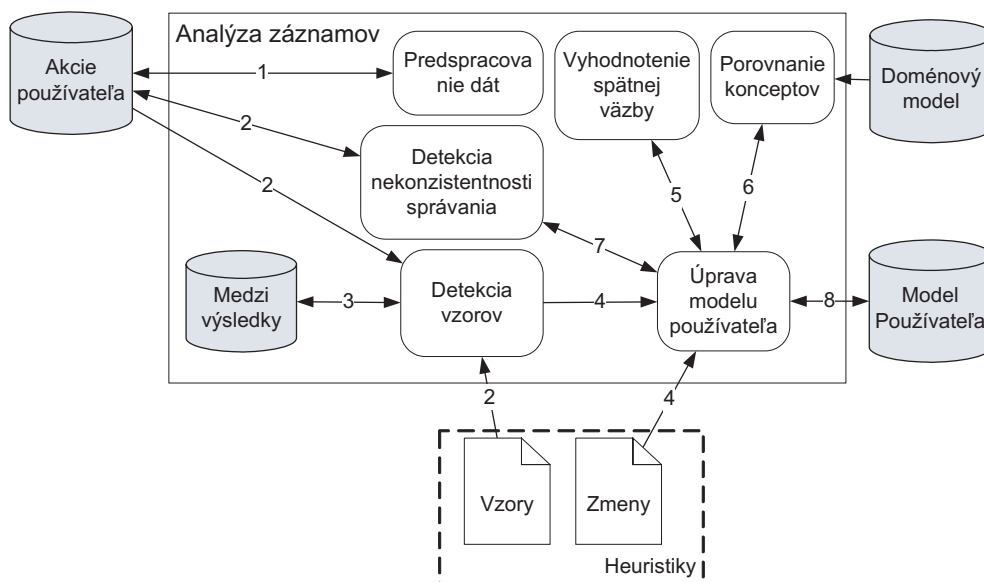 Analýza záznamov
Akcie
používateľa
1
Predspracova
nie dát
Vyhodnotenie
spätnej
väzby
Porovnanie
konceptov
Doménový
model
2
2
Detekcia
nekonzistentnosti
správania
5
6
7
Medzi
výsledky
3
Detekcia
vzorov
4
Úprava
modelu
používateľa
8
Model
Používateľa
2
4
Vzory
Zmeny
Heuristiky